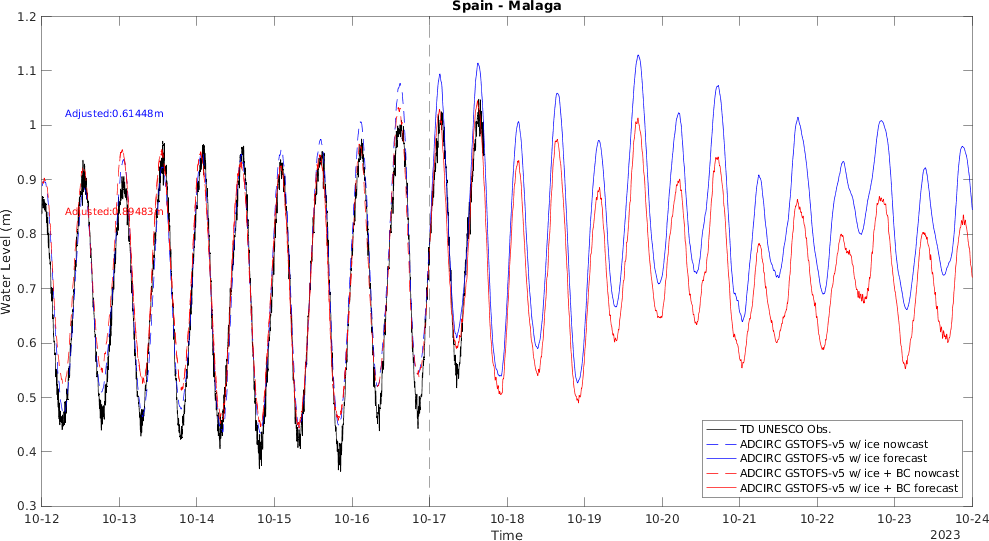 Spain - Malaga
1.2
1.1
1
0.9
0.8
0.7
0.6
0.5
0.4
0.3
Water Level (m)
Adjusted:0.61448m
Adjusted:0.89483m
TD UNESCO Obs.
ADCIRC GSTOFS-v5 w/ ice nowcast
ADCIRC GSTOFS-v5 w/ ice forecast
ADCIRC GSTOFS-v5 w/ ice + BC nowcast
ADCIRC GSTOFS-v5 w/ ice + BC forecast
10-12 10-13 10-14 10-15 10-16 10-17 10-18 10-19 10-20 10-21 10-22 10-23 10-24
Time
2023